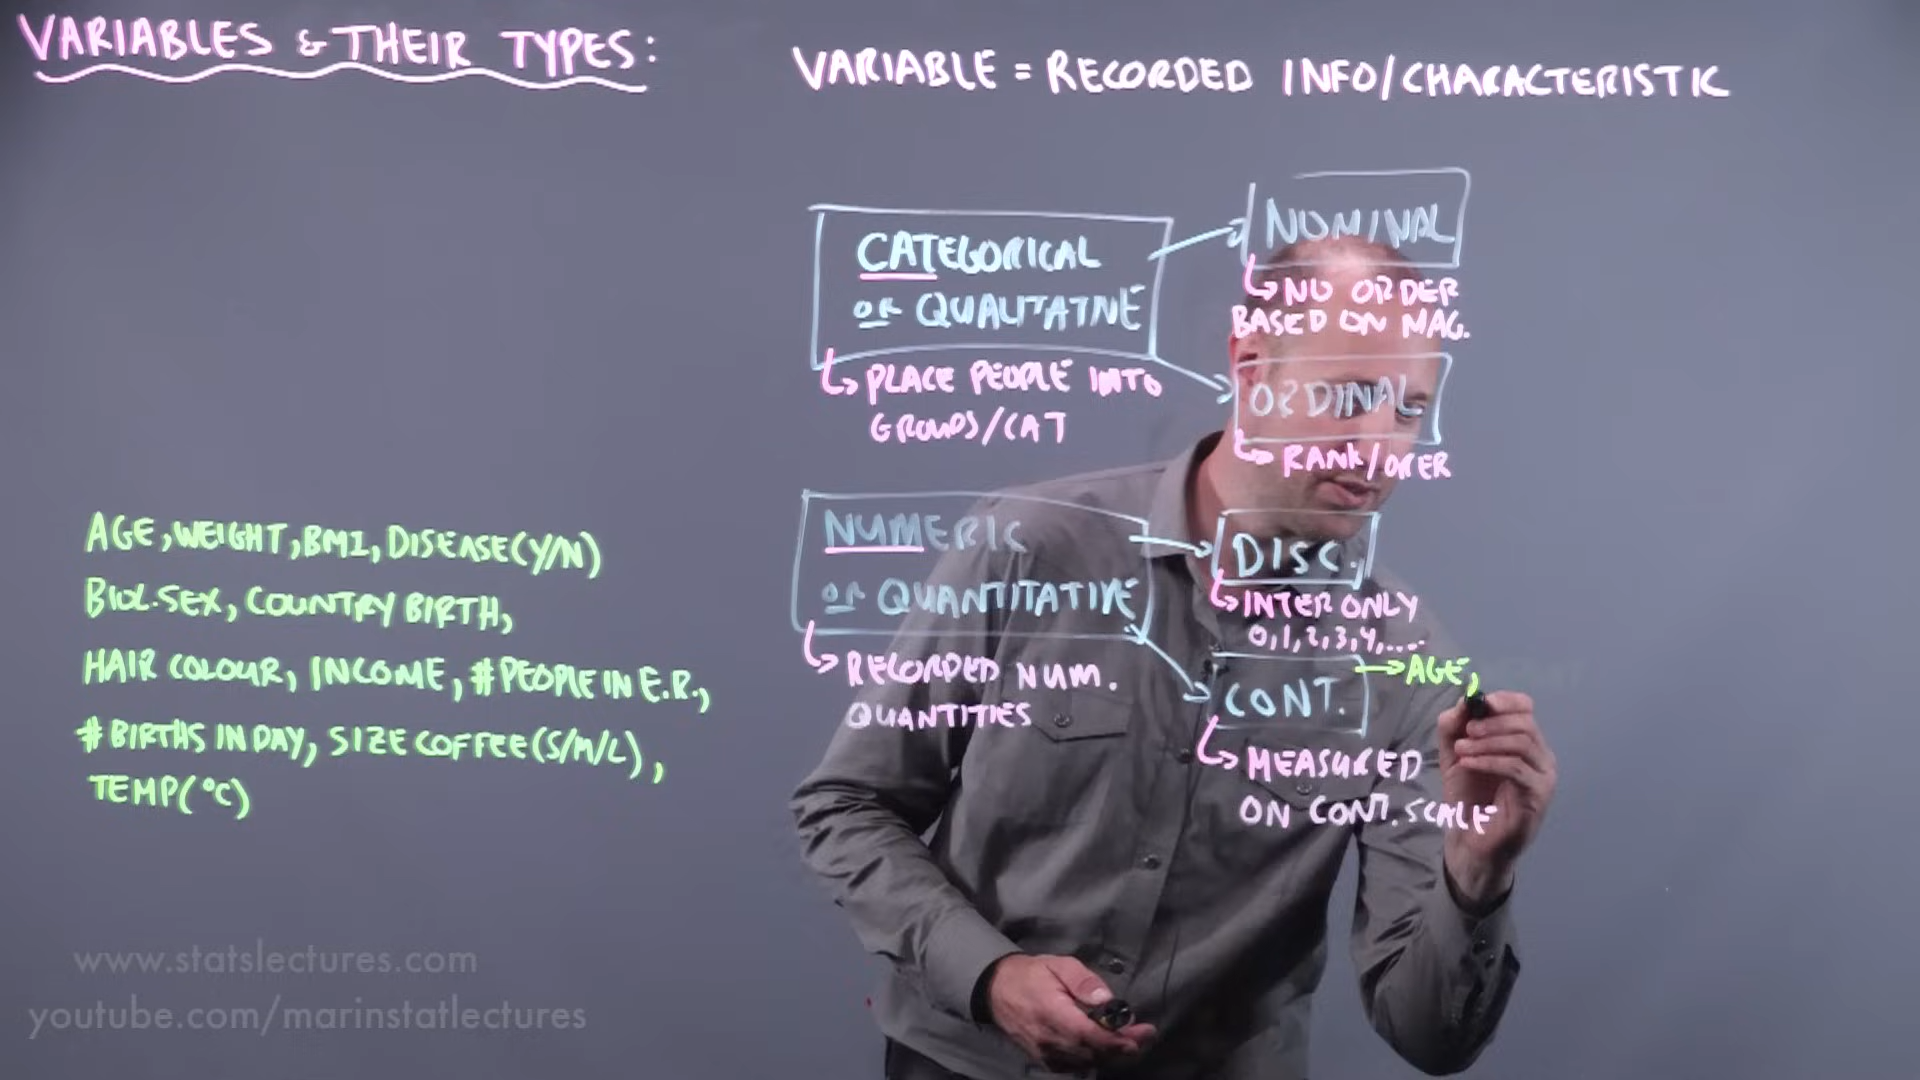 VARIABLES & THEIR TYPES:
VARIABLE = RECORDED INFO/CHARACTERISTIC
CATEGORICAL
OR QUALITATIVE
PLACE PEOPLE INTO
GROUPS/CAT
NOMINAL
NO ORDER
BASED ON MAG.
ORDINAL
RANK/ORER
NUMERIC
OR QUANTITATIVE
RECORDED NUM.
QUANTITIES
DISC.
INTER ONLY
0,1,2,3,4,....
CONT.
AGE,
MEASURED
ON CONT. SCALE
AGE, WEIGHT, BMI, DISEASE(Y/N)
BIOL. SEX, COUNTRY BIRTH,
HAIR COLOUR, INCOME, #PEOPLE IN E.R.,
#BIRTHS IN DAY, SIZE COFFEE(S/M/L),
TEMP(°C)
www.statslectures.com
youtube.com/marinstatlectures